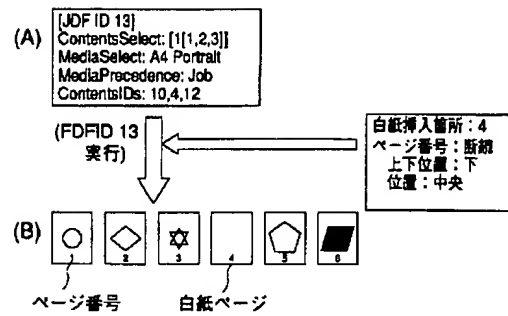 (A)
[JDF ID 13]
ContentsSelect: [1[1,2,3]]
MediaSelect: A4 Portrait
MediaPrecedence: Job
ContentsIDs: 10,4,12
(FDFID 13
実行)
白紙挿入箇所：4
ページ番号：断続
上下位置：下
位置：中央
(B)
1
2
3
4
5
6
ページ番号
白紙ページ